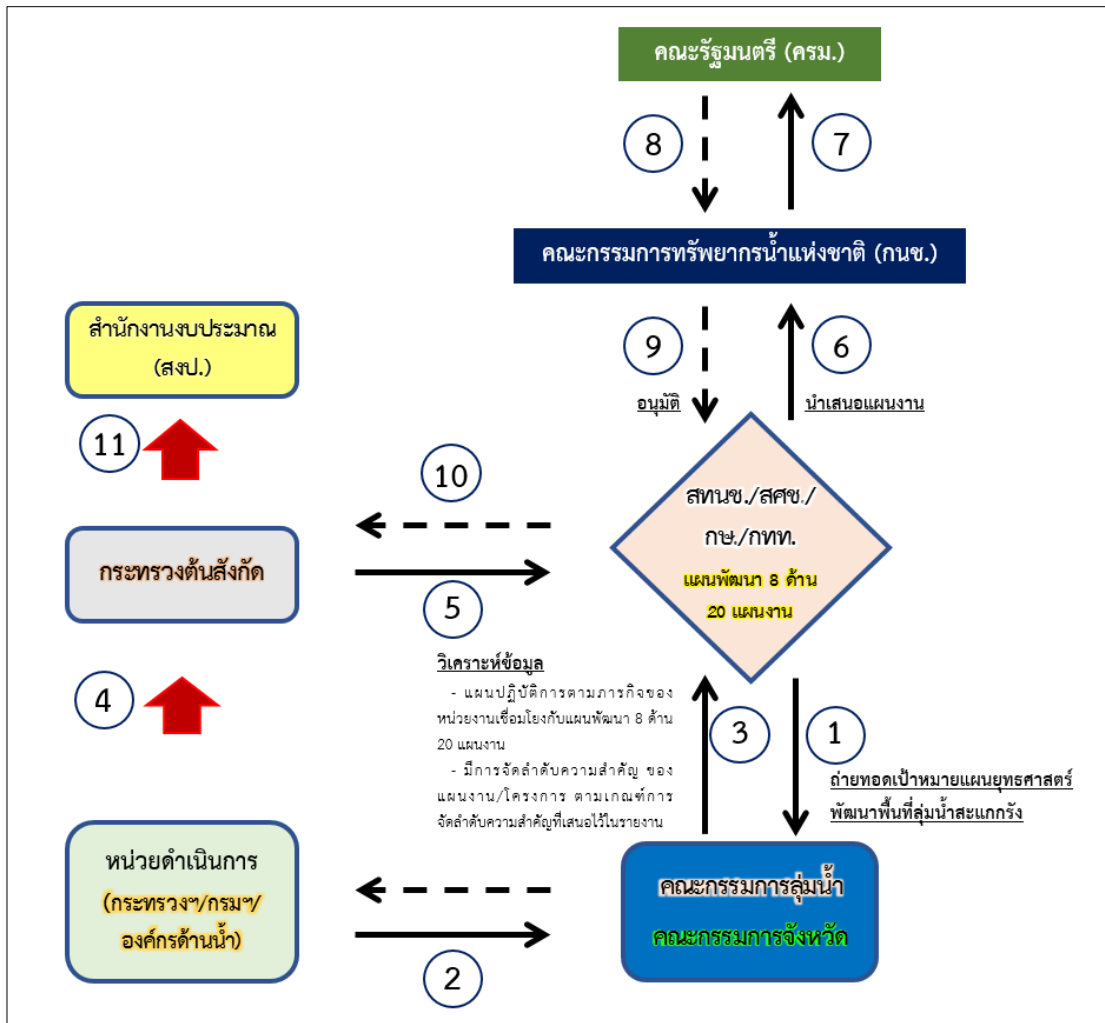 คณะรัฐมนตรี (ครม.)
8
7
คณะกรรมการทรัพยากรน้ำแห่งชาติ (กนช.)
สำนักงานงบประมาณ
(สงป.)
9
6
อนุมัติ
นำเสนอแผนงาน
11
10
สทนช./สศช./
กษ./กทท.
แผนพัฒนา 8 ด้าน
20 แผนงาน
กระทรวงต้นสังกัด
5
วิเคราะห์ข้อมูล
- แผนปฏิบัติการตามภารกิจของ
หน่วยงานเชื่อมโยงกับแผนพัฒนา 8 ด้าน
20 แผนงาน
- มีการจัดลำดับความสำคัญ ของ
แผนงาน/โครงการ ตามเกณฑ์การ
จัดลำดับความสำคัญที่เสนอไว้ในรายงาน
4
3
1
ถ่ายทอดเป้าหมายแผนยุทธศาสตร์
พัฒนาพื้นที่ลุ่มน้ำสะแกกรัง
หน่วยดำเนินการ
(กระทรวงฯ/กรมฯ/
องค์กรด้านน้ำ)
คณะกรรมการลุ่มน้ำ
คณะกรรมการจังหวัด
2